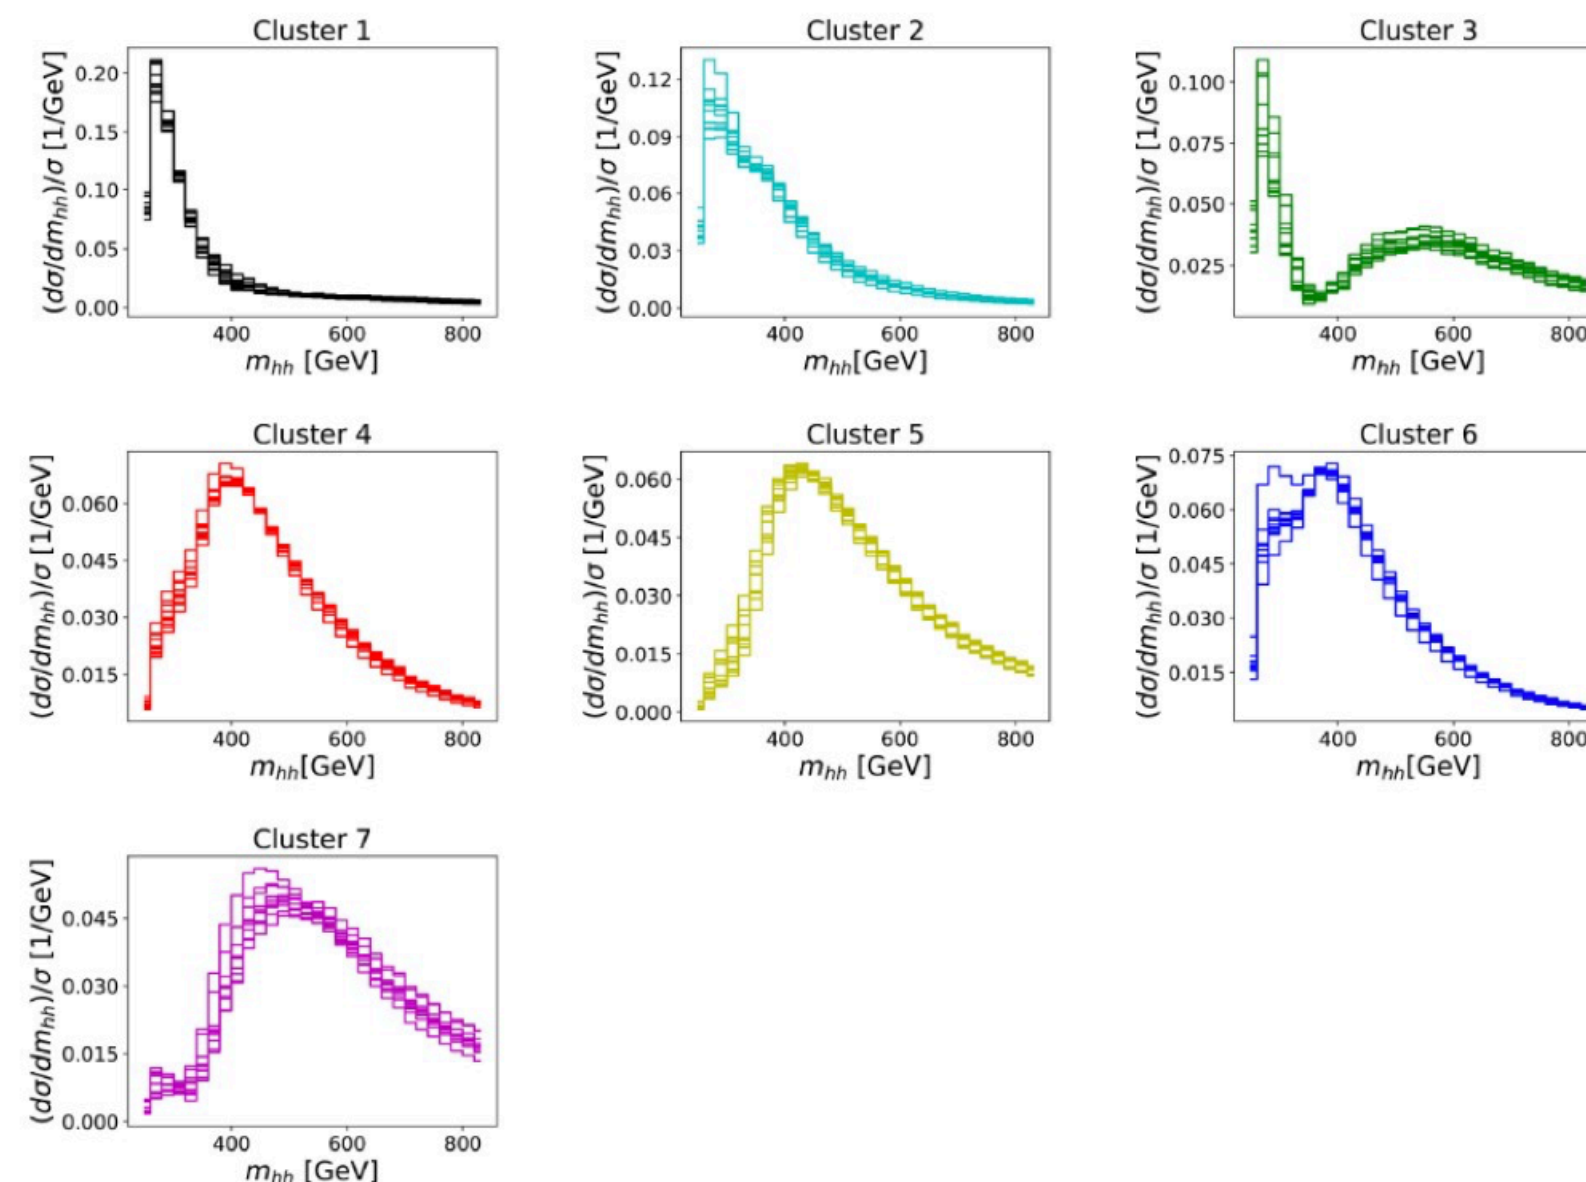 Cluster 1
(dσ/dm_hh)/σ [1/GeV]
0.20
0.15
0.10
0.05
0.00
400 600 800
m_hh [GeV]
Cluster 2
(dσ/dm_hh)/σ [1/GeV]
0.12
0.09
0.06
0.03
0.00
400 600 800
m_hh[GeV]
Cluster 3
(dσ/dm_hh)/σ [1/GeV]
0.100
0.075
0.050
0.025
400 600 800
m_hh [GeV]
Cluster 4
(dσ/dm_hh)/σ [1/GeV]
0.060
0.045
0.030
0.015
400 600 800
m_hh[GeV]
Cluster 5
(dσ/dm_hh)/σ [1/GeV]
0.060
0.045
0.030
0.015
0.000
400 600 800
m_hh [GeV]
Cluster 6
(dσ/dm_hh)/σ [1/GeV]
0.075
0.060
0.045
0.030
0.015
400 600 800
m_hh[GeV]
Cluster 7
(dσ/dm_hh)/σ [1/GeV]
0.045
0.030
0.015
0.000
400 600 800
m_hh [GeV]